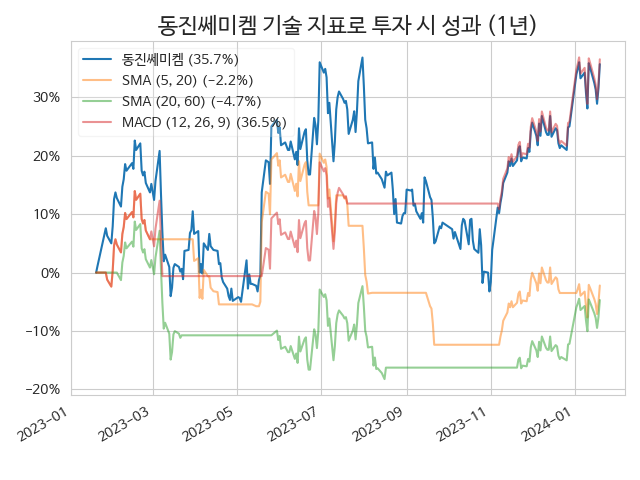 동진쎄미켐 기술 지표로 투자 시 성과 (1년)
동진쎄미켐 (35.7%)
SMA (5, 20) (−2.2%)
SMA (20, 60) (−4.7%)
MACD (12, 26, 9) (36.5%)
30%
20%
10%
0%
−10%
−20%
2023−01
2023−03
2023−05
2023−07
2023−09
2023−11
2024−01